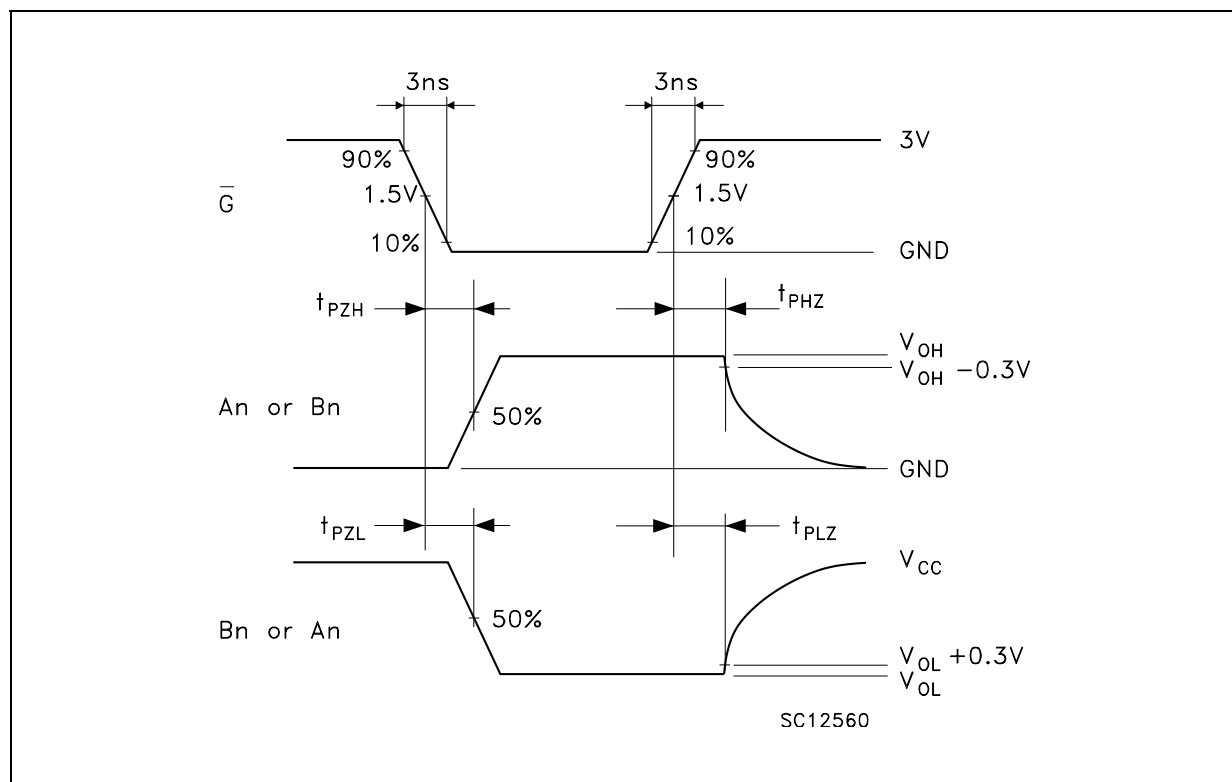 3ns 3ns
3V
90% 90%
1.5V 1.5V
G̅
10% 10%
GND
tPZH tPHZ
VOH
VOH -0.3V
An or Bn 50%
GND
tPZL tPLZ
VCC
50%
Bn or An
VOL +0.3V
VOL
SC12560